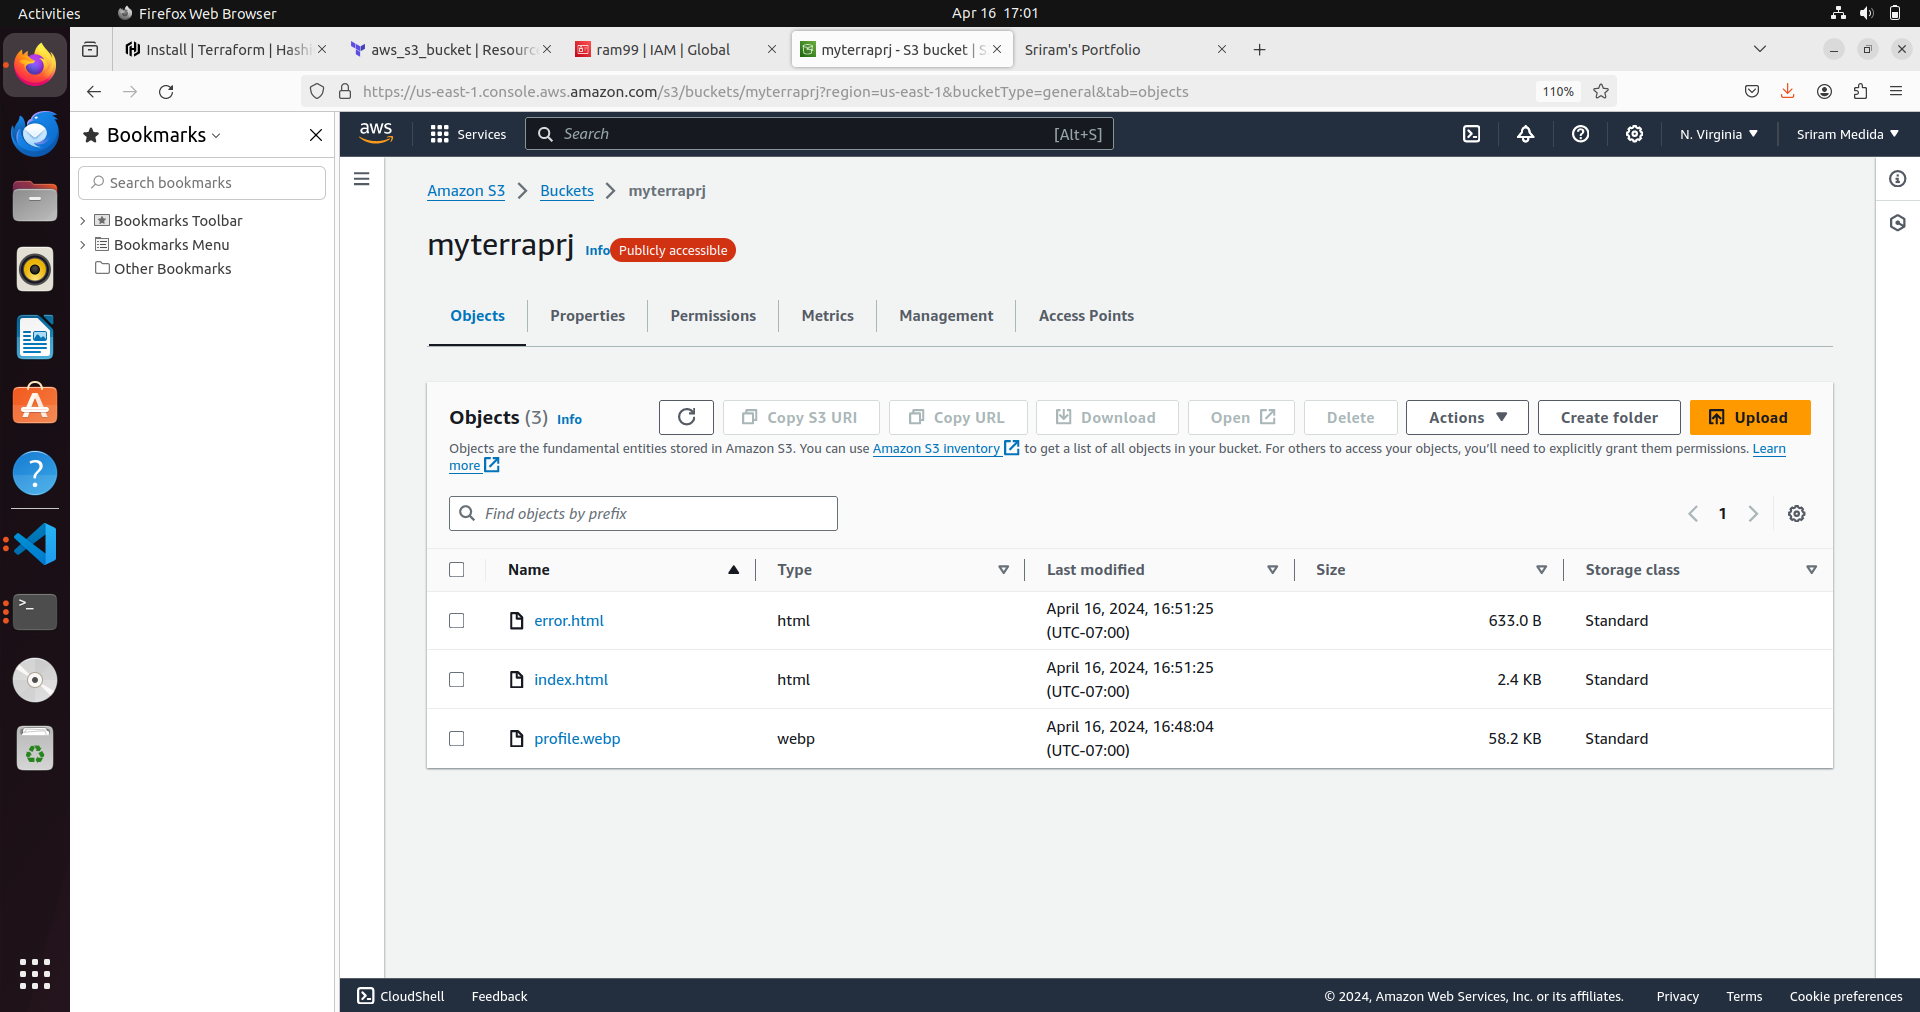 Activities
Firefox Web Browser
Apr 16 17:01
Install | Terraform | Hashi
aws_s3_bucket | Resource
ram99 | IAM | Global
myterraprj - S3 bucket | S
Sriram's Portfolio
https://us-east-1.console.aws.amazon.com/s3/buckets/myterraprj?region=us-east-1&bucketType=general&tab=objects
110%
Bookmarks
Search bookmarks
Bookmarks Toolbar
Bookmarks Menu
Other Bookmarks
aws
Services
Search
[Alt+S]
N. Virginia
Sriram Medida
Amazon S3
Buckets
myterraprj
myterraprj Info Publicly accessible
Objects
Properties
Permissions
Metrics
Management
Access Points
Objects (3) Info
Copy S3 URI
Copy URL
Download
Open
Delete
Actions
Create folder
Upload
Objects are the fundamental entities stored in Amazon S3. You can use Amazon S3 inventory to get a list of all objects in your bucket. For others to access your objects, you'll need to explicitly grant them permissions. Learn
more
Find objects by prefix
1
Name Type Last modified Size Storage class
error.html html April 16, 2024, 16:51:25 (UTC-07:00) 633.0 B Standard
index.html html April 16, 2024, 16:51:25 (UTC-07:00) 2.4 KB Standard
profile.webp webp April 16, 2024, 16:48:04 (UTC-07:00) 58.2 KB Standard
CloudShell
Feedback
© 2024, Amazon Web Services, Inc. or its affiliates.
Privacy
Terms
Cookie preferences